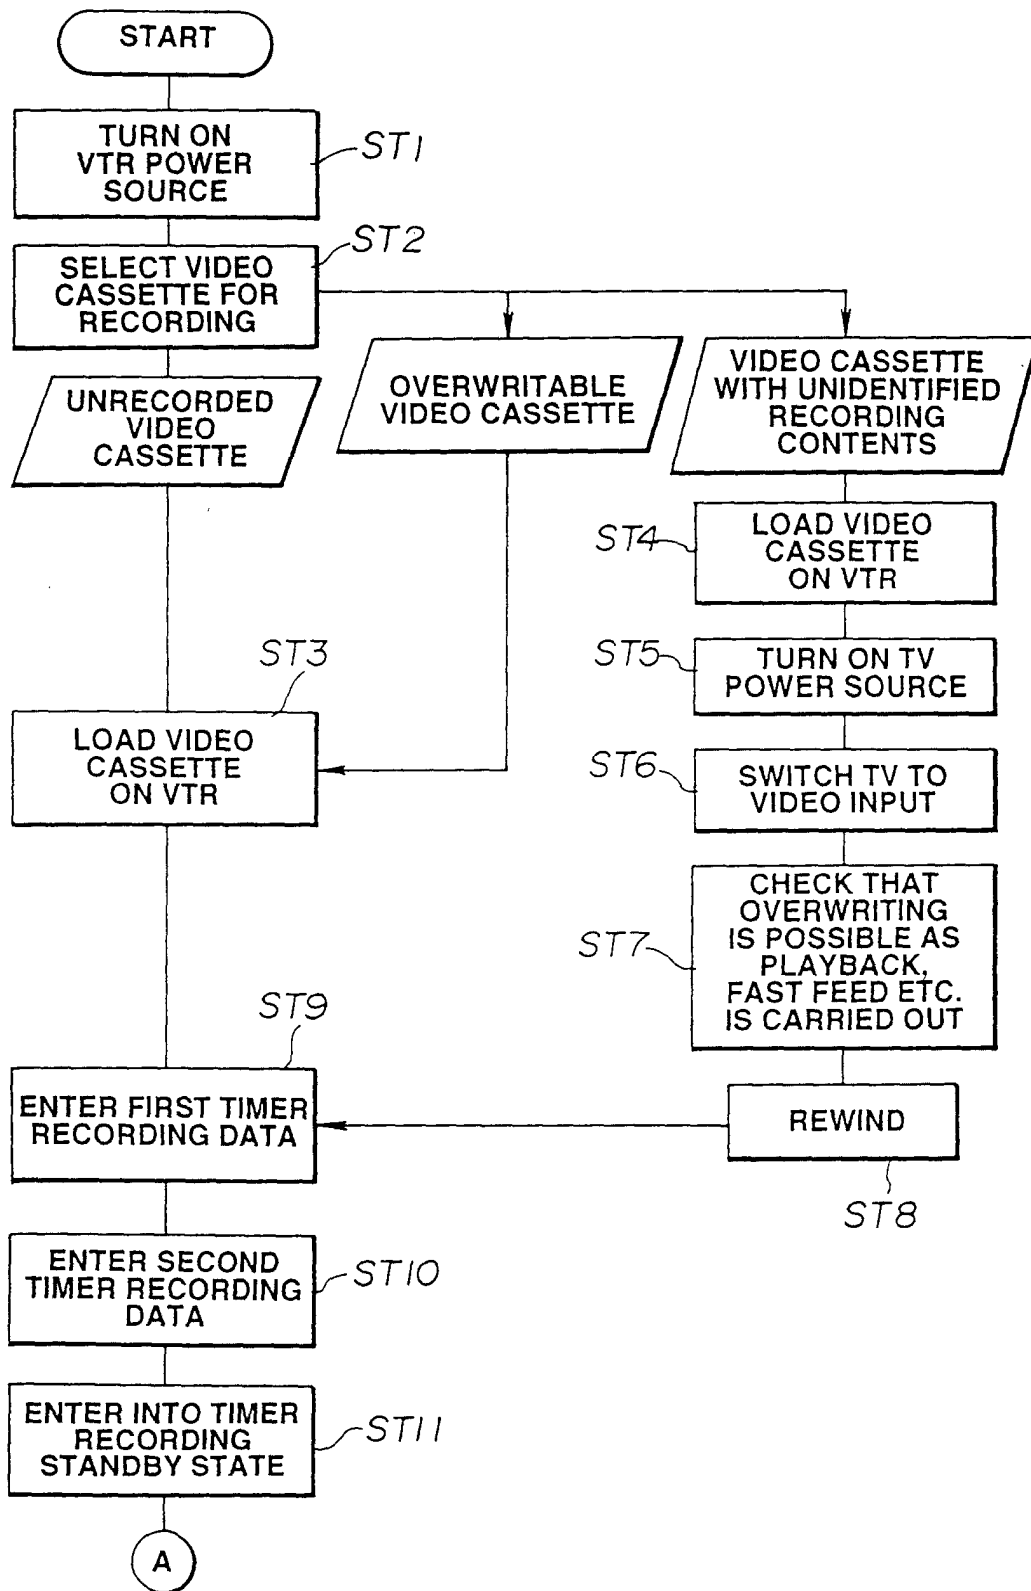 START
TURN ON
VTR POWER
SOURCE
ST1
SELECT VIDEO
CASSETTE FOR
RECORDING
ST2
UNRECORDED
VIDEO
CASSETTE
OVERWRITABLE
VIDEO CASSETTE
VIDEO CASSETTE
WITH UNIDENTIFIED
RECORDING
CONTENTS
ST4
LOAD VIDEO
CASSETTE
ON VTR
ST5
TURN ON TV
POWER SOURCE
ST3
LOAD VIDEO
CASSETTE
ON VTR
ST6
SWITCH TV TO
VIDEO INPUT
ST7
CHECK THAT
OVERWRITING
IS POSSIBLE AS
PLAYBACK,
FAST FEED ETC.
IS CARRIED OUT
ST9
ENTER FIRST TIMER
RECORDING DATA
REWIND
ST8
ENTER SECOND
TIMER RECORDING
DATA
ST10
ENTER INTO TIMER
RECORDING
STANDBY STATE
ST11
A